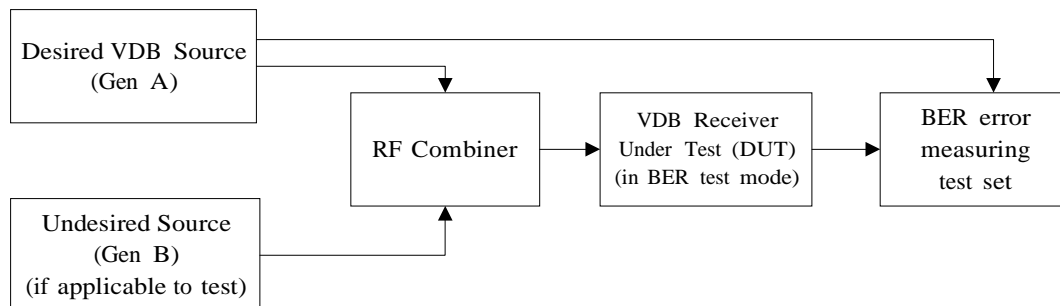 Desired VDB Source
(Gen A)
RF Combiner
VDB Receiver
Under Test (DUT)
(in BER test mode)
BER error
measuring
test set
Undesired Source
(Gen B)
(if applicable to test)